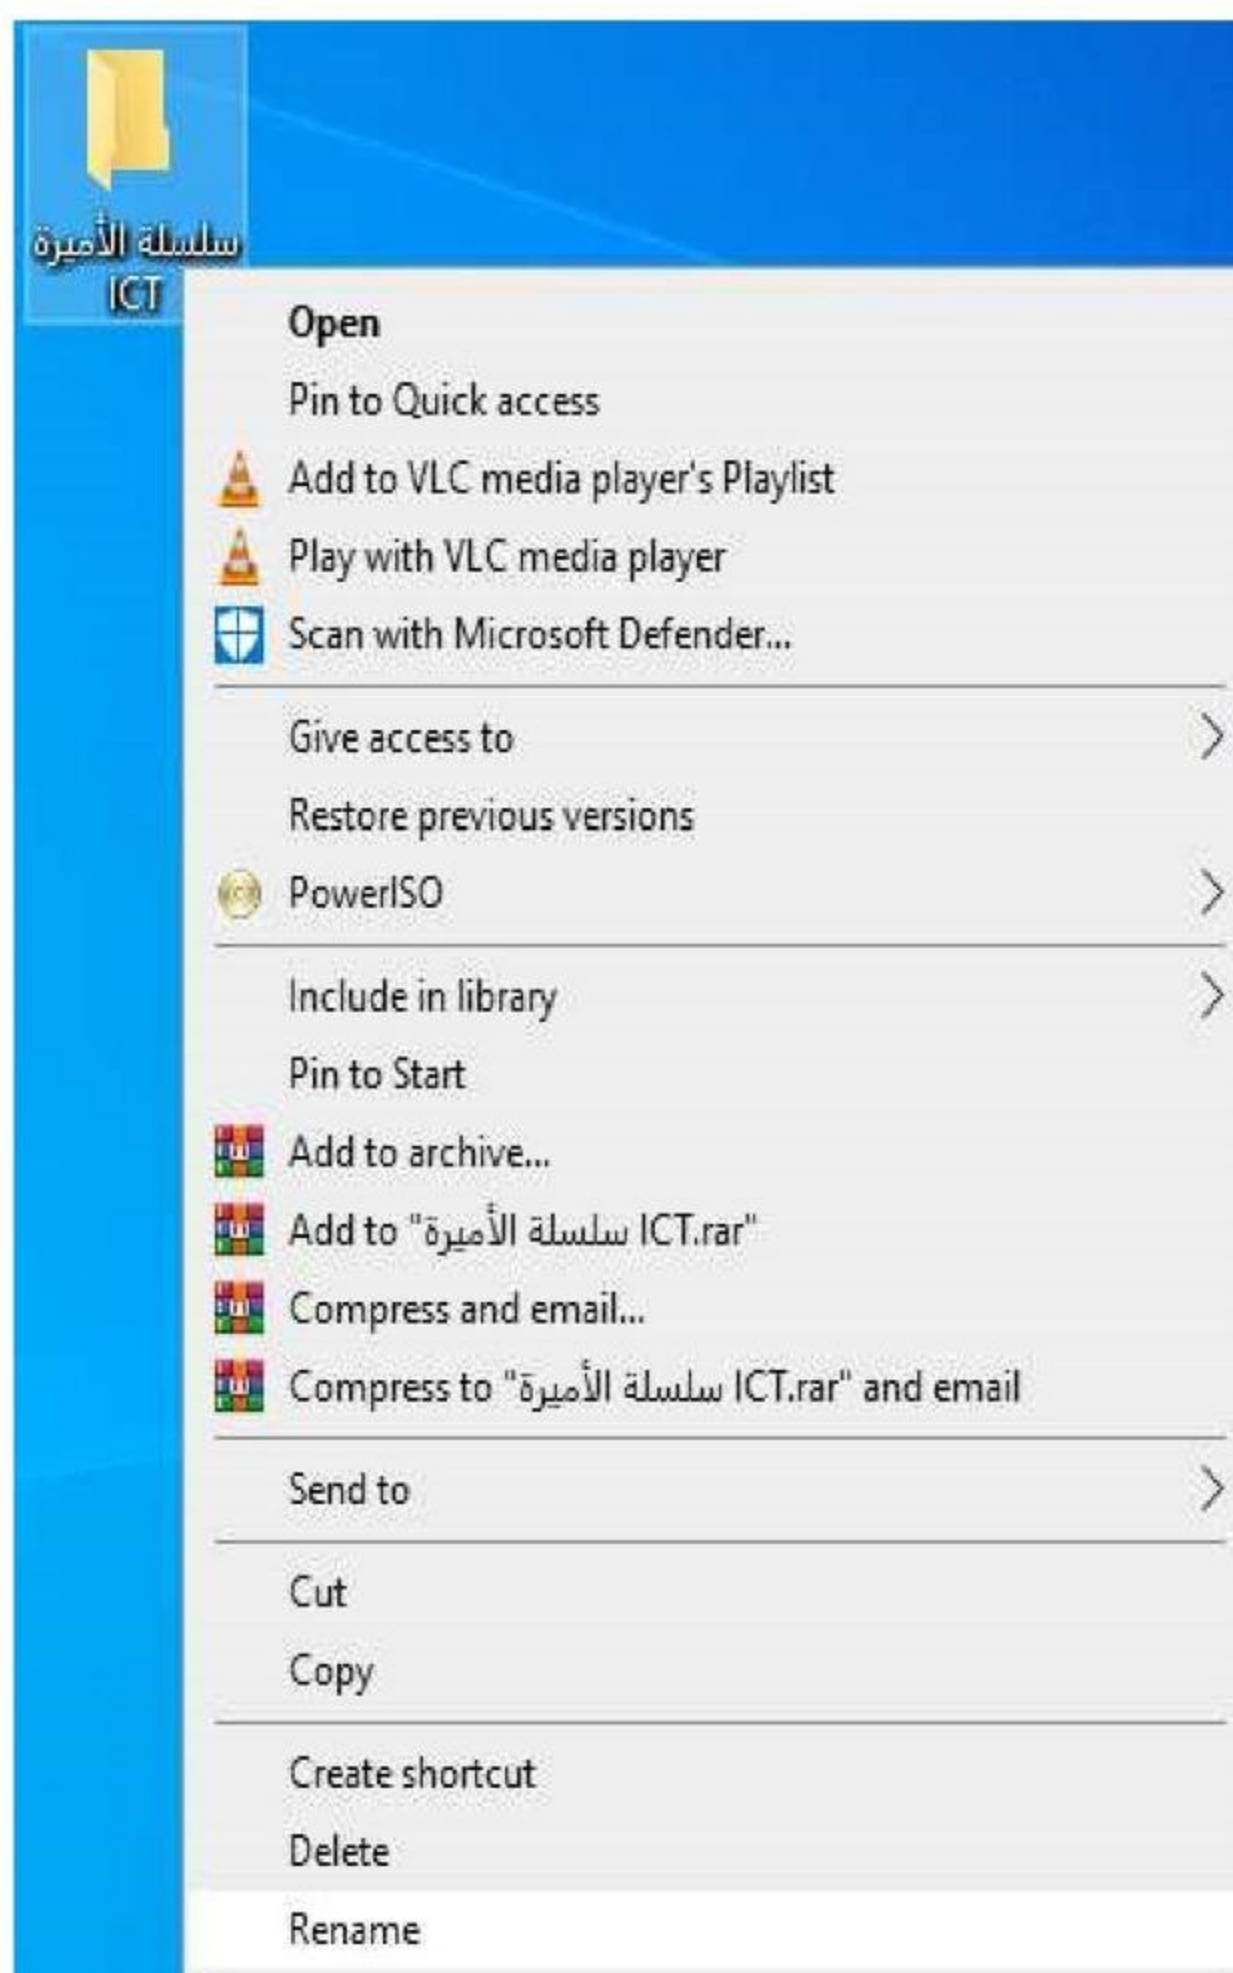 سلسلة الأميرة
ICT
Open
Pin to Quick access
Add to VLC media player's Playlist
Play with VLC media player
Scan with Microsoft Defender...
Give access to
Restore previous versions
PowerISO
Include in library
Pin to Start
Add to archive...
Add to "سلسلة الأميرة ICT.rar"
Compress and email...
Compress to "سلسلة الأميرة ICT.rar" and email
Send to
Cut
Copy
Create shortcut
Delete
Rename